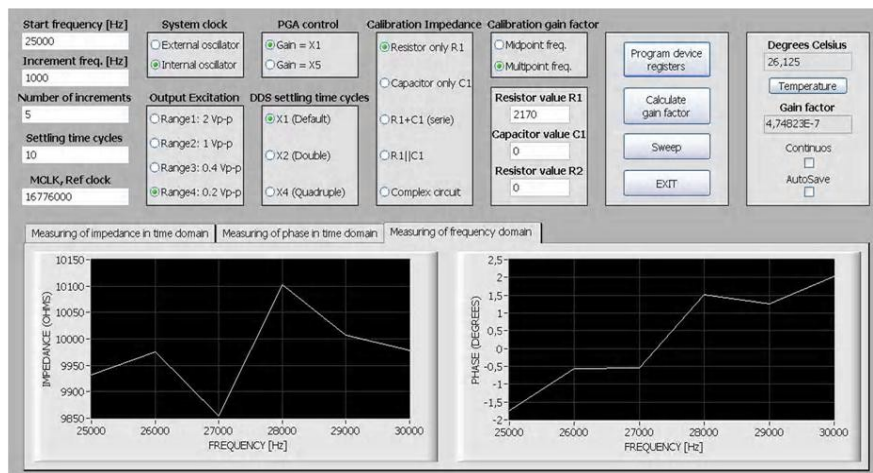 Start frequency [Hz]
25000
Increment freq. [Hz]
1000
Number of increments
5
Settling time cycles
10
MCLK, Ref clock
16776000
System clock
External oscilator
Internal oscilator
Output Excitation
Range1: 2 Vp-p
Range2: 1 Vp-p
Range3: 0.4 Vp-p
Range4: 0.2 Vp-p
PGA control
Gain = X1
Gain = X5
DDS settling time cycles
X1 (Default)
X2 (Double)
X4 (Quadruple)
Calibration Impedance
Resistor only R1
Capacitor only C1
R1+C1 (serie)
R1||C1
Complex circuit
Calibration gain factor
Midpoint freq.
Multipoint freq.
Resistor value R1
2170
Capacitor value C1
0
Resistor value R2
0
Program device
registers
Calculate
gain factor
Sweep
EXIT
Degrees Celsius
26,125
Temperature
Gain factor
4,74823E-7
Continuos
AutoSave
Measuring of impedance in time domain
Measuring of phase in time domain
Measuring of frequency domain
IMPEDANCE (OHMS)
10150
10100
10050
10000
9950
9900
9850
25000 26000 27000 28000 29000 30000
FREQUENCY [Hz]
PHASE (DEGREES)
2,5
2
1,5
1
0,5
0
-0,5
-1
-1,5
-2
25000 26000 27000 28000 29000 30000
FREQUENCY [Hz]